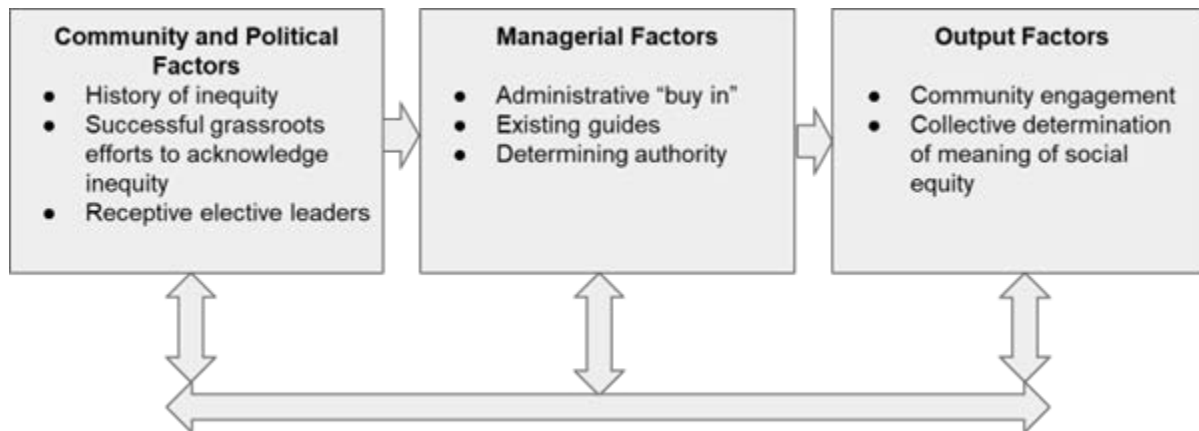 Community and Political
Factors
● History of inequity
● Successful grassroots
efforts to acknowledge
inequity
● Receptive elective leaders
Managerial Factors
● Administrative “buy in”
● Existing guides
● Determining authority
Output Factors
● Community engagement
● Collective determination
of meaning of social
equity